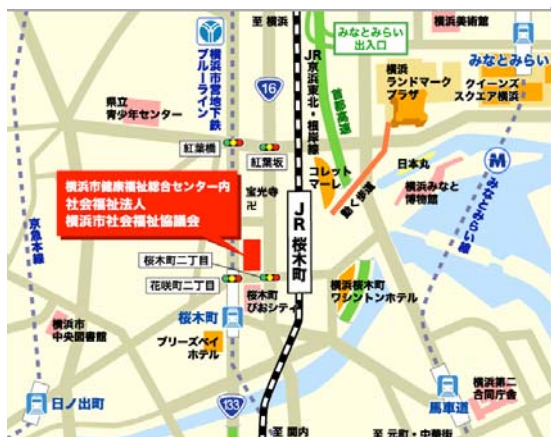 至 横浜
みなとみらい
出入口
横浜美術館
みなとみらい
横浜市営地下鉄
ブルーライン
16
JR京浜東北・根岸線
首都高速
横浜
ランドマーク
プラザ
クイーンズ
スクエア横浜
県立
青少年センター
紅葉橋
紅葉坂
コレット
マーレ
動く歩道
日本丸
横浜みなと
博物館
みなとみらい線
横浜市健康福祉総合センター内
社会福祉法人
横浜市社会福祉協議会
宝光寺
卍
JR 桜木町
京急本線
桜木町二丁目
花咲町二丁目
桜木町
ぴおシティ
横浜桜木町
ワシントンホテル
桜木町
ブリーズベイ
ホテル
横浜市
中央図書館
日ノ出町
133
至 関内
馬車道
横浜第二
合同庁舎
至 元町・中華街